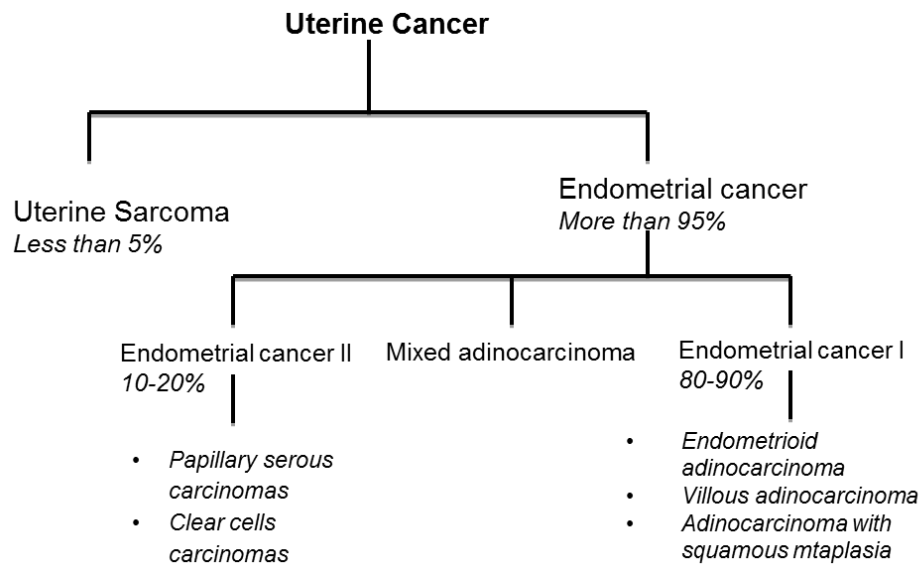 Uterine Cancer
Uterine Sarcoma
Less than 5%
Endometrial cancer
More than 95%
Endometrial cancer II
10-20%
Mixed adinocarcinoma
Endometrial cancer I
80-90%
• Papillary serous
carcinomas
• Clear cells
carcinomas
• Endometrioid
adinocarcinoma
• Villous adinocarcinoma
• Adinocarcinoma with
squamous mtaplasia